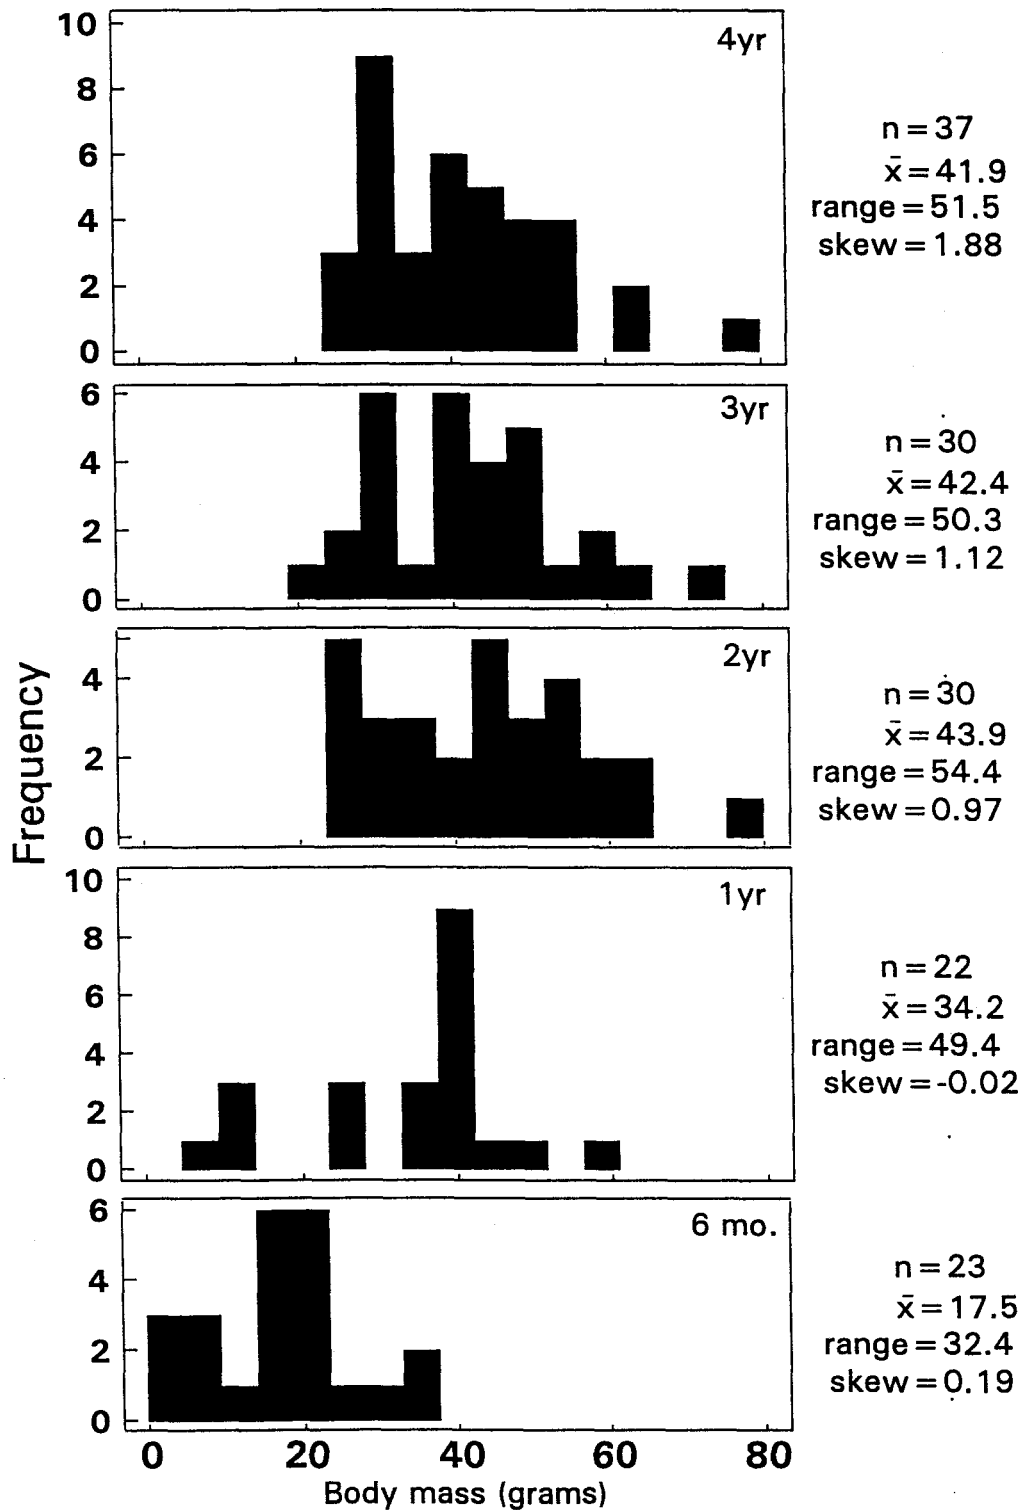 10
8
6
4
2
0
4yr
n=37
x̄=41.9
range=51.5
skew=1.88
6
4
2
0
3yr
n=30
x̄=42.4
range=50.3
skew=1.12
4
2
0
2yr
n=30
x̄=43.9
range=54.4
skew=0.97
Frequency
10
8
6
4
2
0
1yr
n=22
x̄=34.2
range=49.4
skew=-0.02
6
4
2
0
6 mo.
n=23
x̄=17.5
range=32.4
skew=0.19
0 20 40 60 80
Body mass (grams)